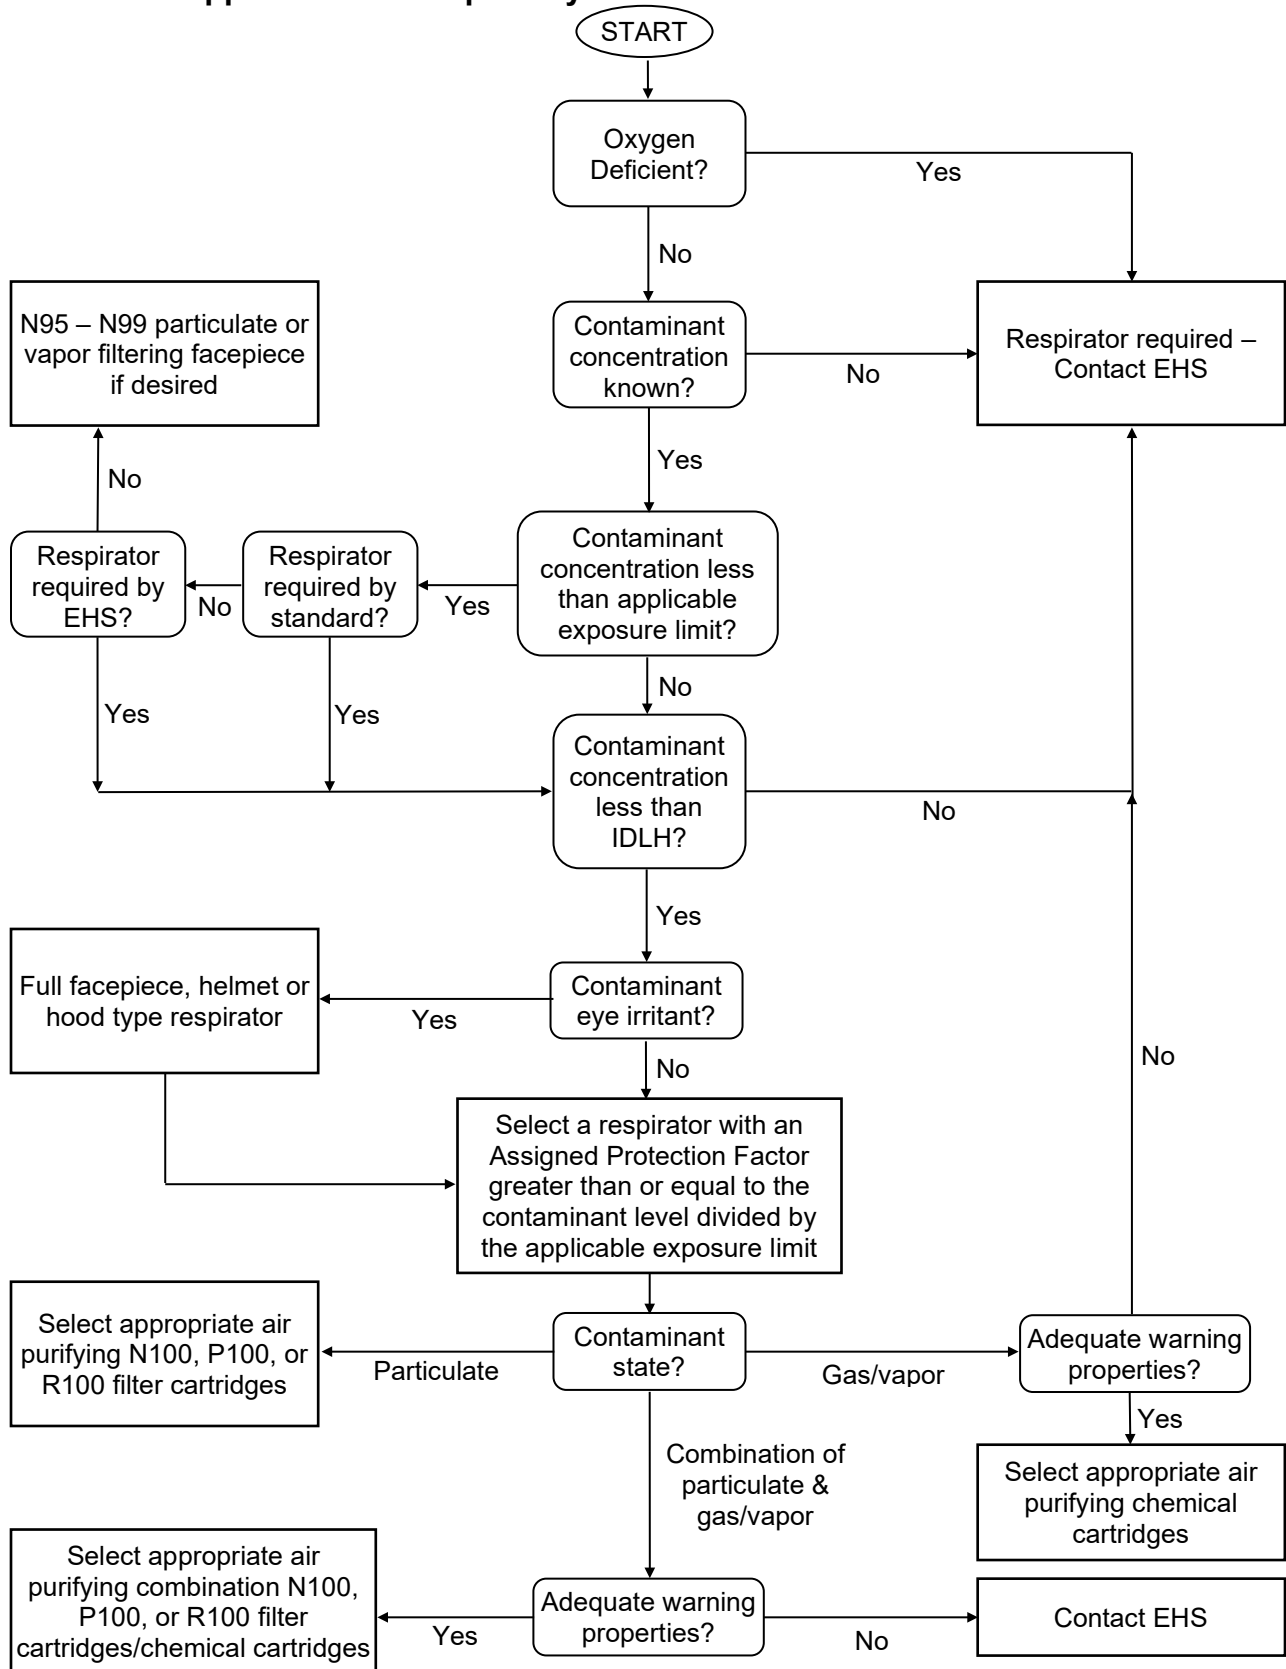 START
Oxygen
Deficient?
Yes
No
N95 – N99 particulate or
vapor filtering facepiece
if desired
Contaminant
concentration
known?
No
Respirator required –
Contact EHS
No
Yes
Respirator
required by
EHS?
No
Respirator
required by
standard?
Yes
Contaminant
concentration less
than applicable
exposure limit?
No
Yes
Yes
Contaminant
concentration
less than
IDLH?
No
Yes
Full facepiece, helmet or
hood type respirator
Yes
Contaminant
eye irritant?
No
No
Select a respirator with an
Assigned Protection Factor
greater than or equal to the
contaminant level divided by
the applicable exposure limit
Select appropriate air
purifying N100, P100, or
R100 filter cartridges
Particulate
Contaminant
state?
Gas/vapor
Adequate warning
properties?
Yes
Combination of
particulate &
gas/vapor
Select appropriate air
purifying chemical
cartridges
Select appropriate air
purifying combination N100,
P100, or R100 filter
cartridges/chemical cartridges
Yes
Adequate warning
properties?
No
Contact EHS